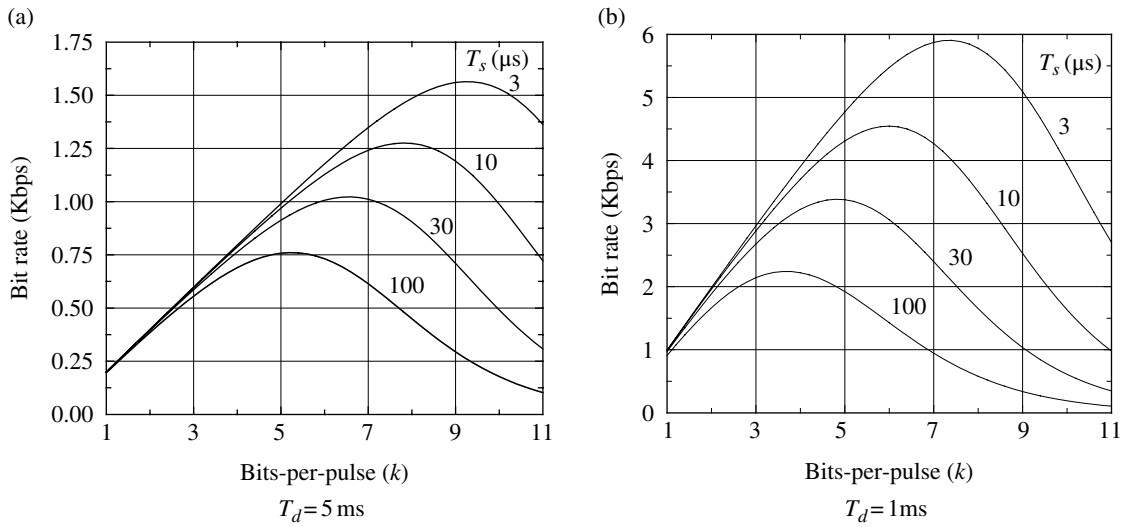 (a)
1.75
1.50
1.25
1.00
0.75
0.50
0.25
0.00
Bit rate (Kbps)
T_s (μs)
3
10
30
100
1 3 5 7 9 11
Bits-per-pulse (k)
T_d = 5 ms
(b)
6
5
4
3
2
1
0
Bit rate (Kbps)
T_s (μs)
3
10
30
100
1 3 5 7 9 11
Bits-per-pulse (k)
T_d = 1ms